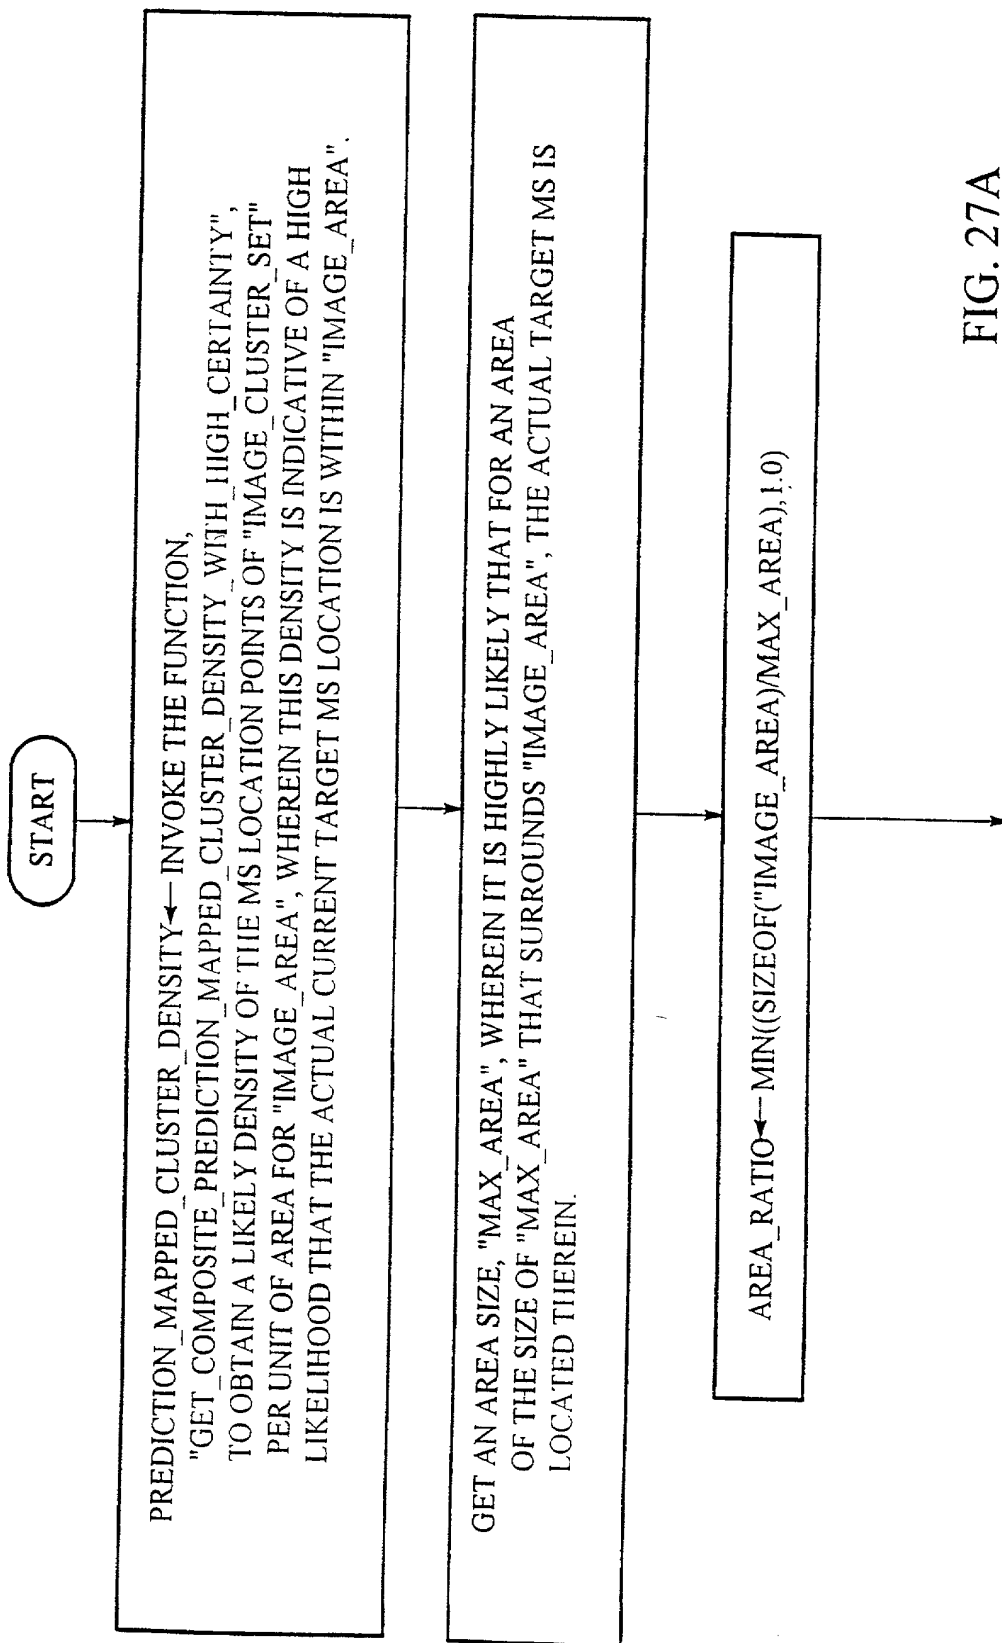 START
PREDICTION_MAPPED_CLUSTER_DENSITY← INVOKE THE FUNCTION,
"GET_COMPOSITE_PREDICTION_MAPPED_CLUSTER_DENSITY_WITH_HIGH_CERTAINTY",
TO OBTAIN A LIKELY DENSITY OF THE MS LOCATION POINTS OF "IMAGE_CLUSTER_SET"
PER UNIT OF AREA FOR "IMAGE_AREA", WHEREIN THIS DENSITY IS INDICATIVE OF A HIGH
LIKELIHOOD THAT THE ACTUAL CURRENT TARGET MS LOCATION IS WITHIN "IMAGE_AREA".
GET AN AREA SIZE, "MAX_AREA", WHEREIN IT IS HIGHLY LIKELY THAT FOR AN AREA
OF THE SIZE OF "MAX_AREA" THAT SURROUNDS "IMAGE_AREA", THE ACTUAL TARGET MS IS
LOCATED THEREIN.
AREA_RATIO← MIN((SIZEOF("IMAGE_AREA)/MAX_AREA), 1.0)
FIG. 27A